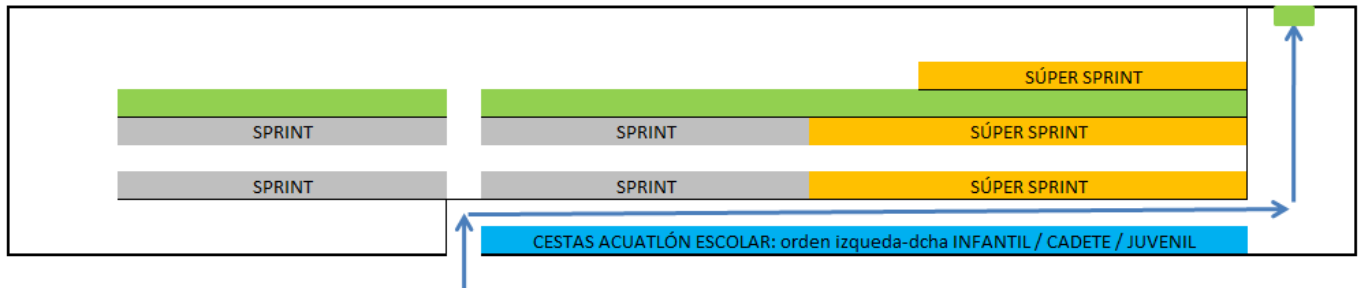 SÚPER SPRINT
SPRINT SPRINT SÚPER SPRINT
SPRINT SPRINT SÚPER SPRINT
CESTAS ACUATLÓN ESCOLAR: orden izqueda-dcha INFANTIL / CADETE / JUVENIL